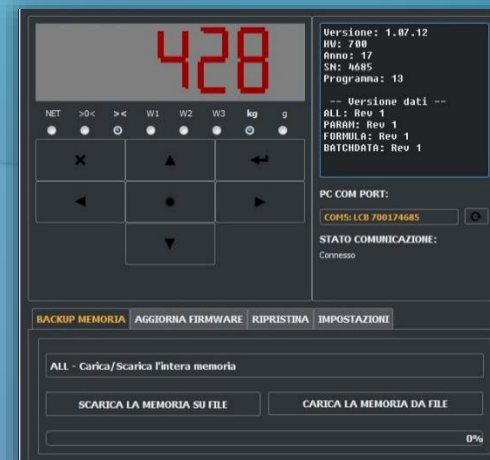 428
NET >0< >< W1 W2 W3 kg g
Versione: 1.07.12
HW: 700
Anno: 17
SN: 4685
Programma: 13
-- Versione dati --
ALL: Rev 1
PARAM: Rev 1
FORMULA: Rev 1
BATCHDATA: Rev 1
PC COM PORT:
COM5: LCB 700174685
STATO COMUNICAZIONE:
Connesso
BACKUP MEMORIA AGGIORNA FIRMWARE RIPRISTINA IMPOSTAZIONI
ALL - Carica/Scarica l'intera memoria
SCARICA LA MEMORIA SU FILE CARICA LA MEMORIA DA FILE
0%